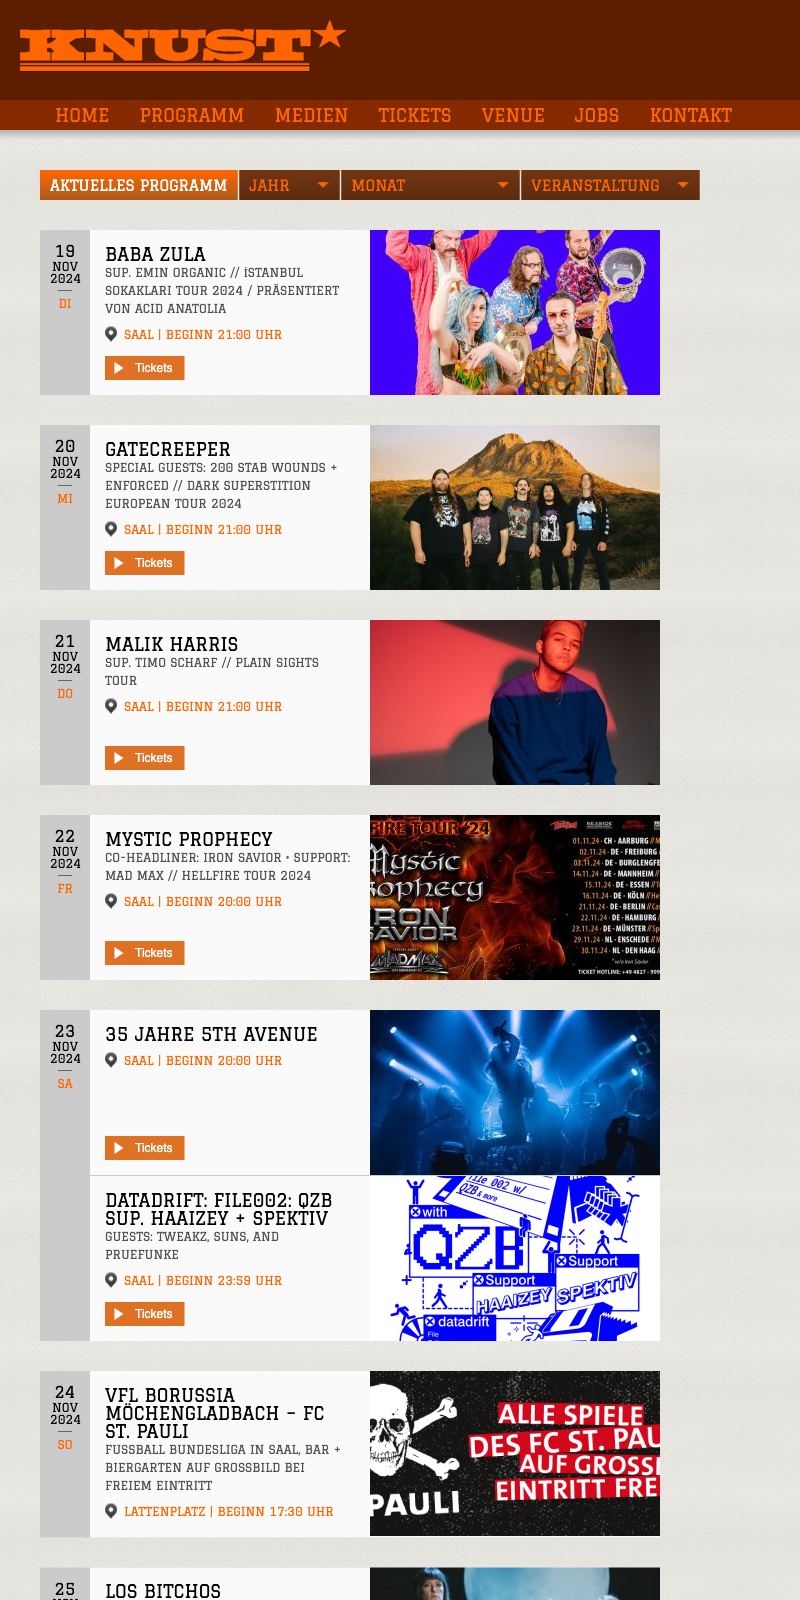 KNUST
HOME PROGRAMM MEDIEN TICKETS VENUE JOBS KONTAKT
AKTUELLES PROGRAMM JAHR MONAT VERANSTALTUNG
19
NOV
2024
DI
BABA ZULA
SUP. EMIN ORGANIC // İSTANBUL
SOKAKLARI TOUR 2024 / PRÄSENTIERT
VON ACID ANATOLIA
SAAL | BEGINN 21:00 UHR
Tickets
20
NOV
2024
MI
GATECREEPER
SPECIAL GUESTS: 200 STAB WOUNDS +
ENFORCED // DARK SUPERSTITION
EUROPEAN TOUR 2024
SAAL | BEGINN 21:00 UHR
Tickets
21
NOV
2024
DO
MALIK HARRIS
SUP. TIMO SCHARF // PLAIN SIGHTS
TOUR
SAAL | BEGINN 21:00 UHR
Tickets
22
NOV
2024
FR
MYSTIC PROPHECY
CO-HEADLINER: IRON SAVIOR • SUPPORT:
MAD MAX // HELLFIRE TOUR 2024
SAAL | BEGINN 20:00 UHR
Tickets
FIRE TOUR '24
Mystic
rophecy
IRON
SAVIOR
SPECIAL GUEST
MADMAX
01.11.24 · CH - AARBURG //
02.11.24 · DE - FREIBURG
03.11.24 · DE - BURGLENGFE
14.11.24 · DE - MANNHEIM //
15.11.24 · DE - ESSEN //
16.11.24 · DE - KÖLN //
21.11.24 · DE - BERLIN //
22.11.24 · DE - HAMBURG /
23.11.24 · DE - MÜNSTER //
29.11.24 · NL - ENSCHEDE //
30.11.24 · NL - DEN HAAG /
* w/o Iron Savior
TICKET HOTLINE: +49 4827 - 999
23
NOV
2024
SA
35 JAHRE 5TH AVENUE
SAAL | BEGINN 20:00 UHR
Tickets
DATADRIFT: FILE002: QZB
SUP. HAAIZEY + SPEKTIV
GUESTS: TWEAKZ, SUNS, AND
PRUEFUNKE
SAAL | BEGINN 23:59 UHR
Tickets
File 002 w/
QZB & more
with
QZB
Support
HAAIZEY
Support
SPEKTIV
datadrift
File
24
NOV
2024
SO
VFL BORUSSIA
MÖCHENGLADBACH – FC
ST. PAULI
FUSSBALL BUNDESLIGA IN SAAL, BAR +
BIERGARTEN AUF GROSSBILD BEI
FREIEM EINTRITT
LATTENPLATZ | BEGINN 17:30 UHR
PAULI
ALLE SPIELE
DES FC ST. PAU
AUF GROSS
EINTRITT FRE
25
LOS BITCHOS